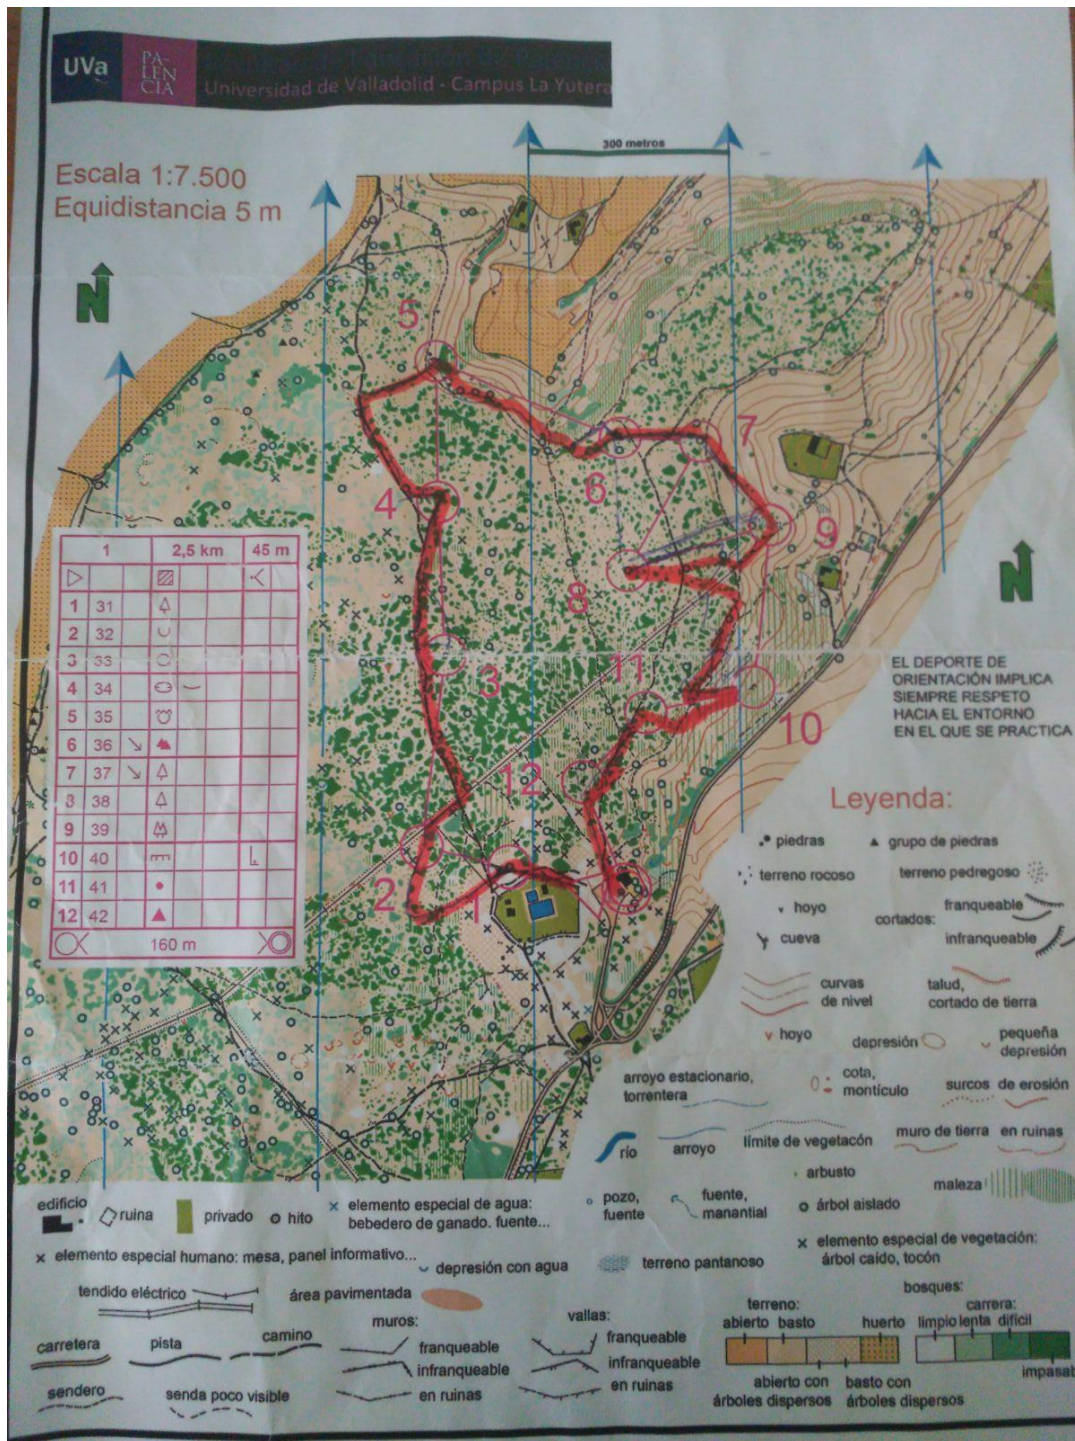 UVa
PA-
LEN
CIA
Universidad de Valladolid - Campus La Yutera
300 metros
Escala 1:7.500
Equidistancia 5 m
N
5
7
4
6
9
8
3
11
10
12
2
1
N
1 2,5 km 45 m
1 31
2 32
3 33
4 34
5 35
6 36
7 37
8 38
9 39
10 40
11 41
12 42
160 m
EL DEPORTE DE
ORIENTACIÓN IMPLICA
SIEMPRE RESPETO
HACIA EL ENTORNO
EN EL QUE SE PRACTICA
Leyenda:
piedras
grupo de piedras
terreno rocoso
terreno pedregoso
hoyo
cortados:
franqueable
cueva
infranqueable
curvas
de nivel
talud,
cortado de tierra
hoyo
depresión
pequeña
depresión
arroyo estacionario,
torrentera
cota,
montículo
surcos de erosión
río
arroyo
límite de vegetacón
muro de tierra
en ruinas
arbusto
maleza
edificio
ruina
privado
hito
elemento especial de agua:
bebedero de ganado. fuente...
pozo,
fuente
fuente,
manantial
árbol aislado
elemento especial humano: mesa, panel informativo...
depresión con agua
terreno pantanoso
elemento especial de vegetación:
árbol caído, tocón
tendido eléctrico
área pavimentada
bosques:
terreno:
carrera:
abierto basto huerto
limpio lenta difícil
impasab
abierto con
árboles dispersos
basto con
árboles dispersos
carretera
pista
camino
muros:
franqueable
infranqueable
en ruinas
vallas:
franqueable
infranqueable
en ruinas
sendero
senda poco visible